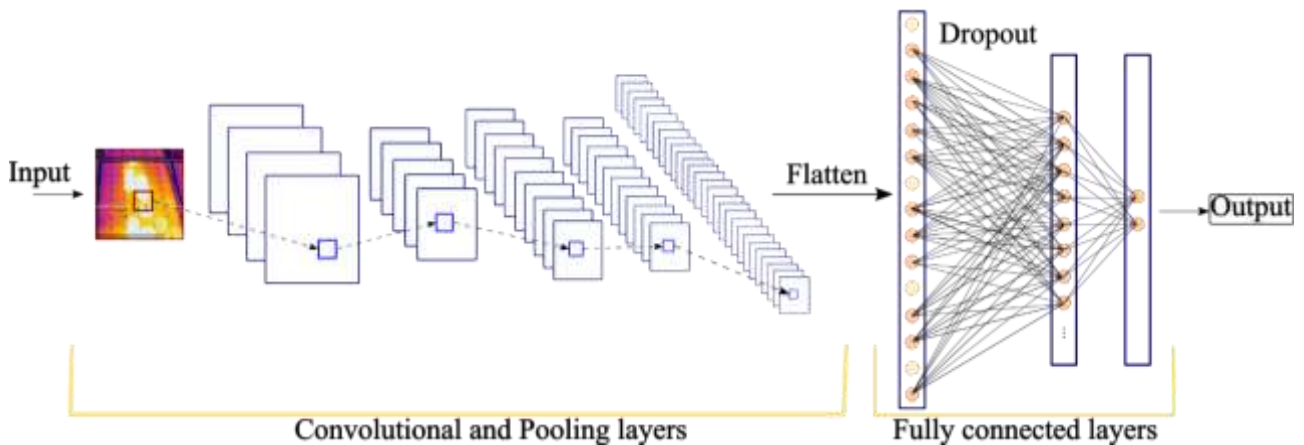 Dropout
Input
Flatten
Output
...
Convolutional and Pooling layers
Fully connected layers